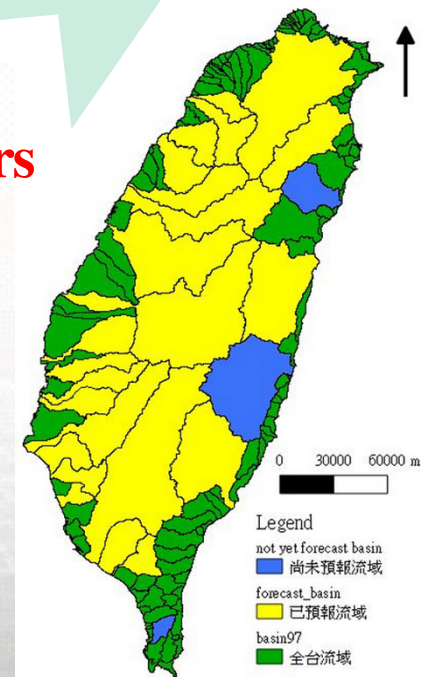 rs
0 30000 60000 m
Legend
not yet forecast basin
尚未預報流域
forecast_basin
已預報流域
basin97
全台流域